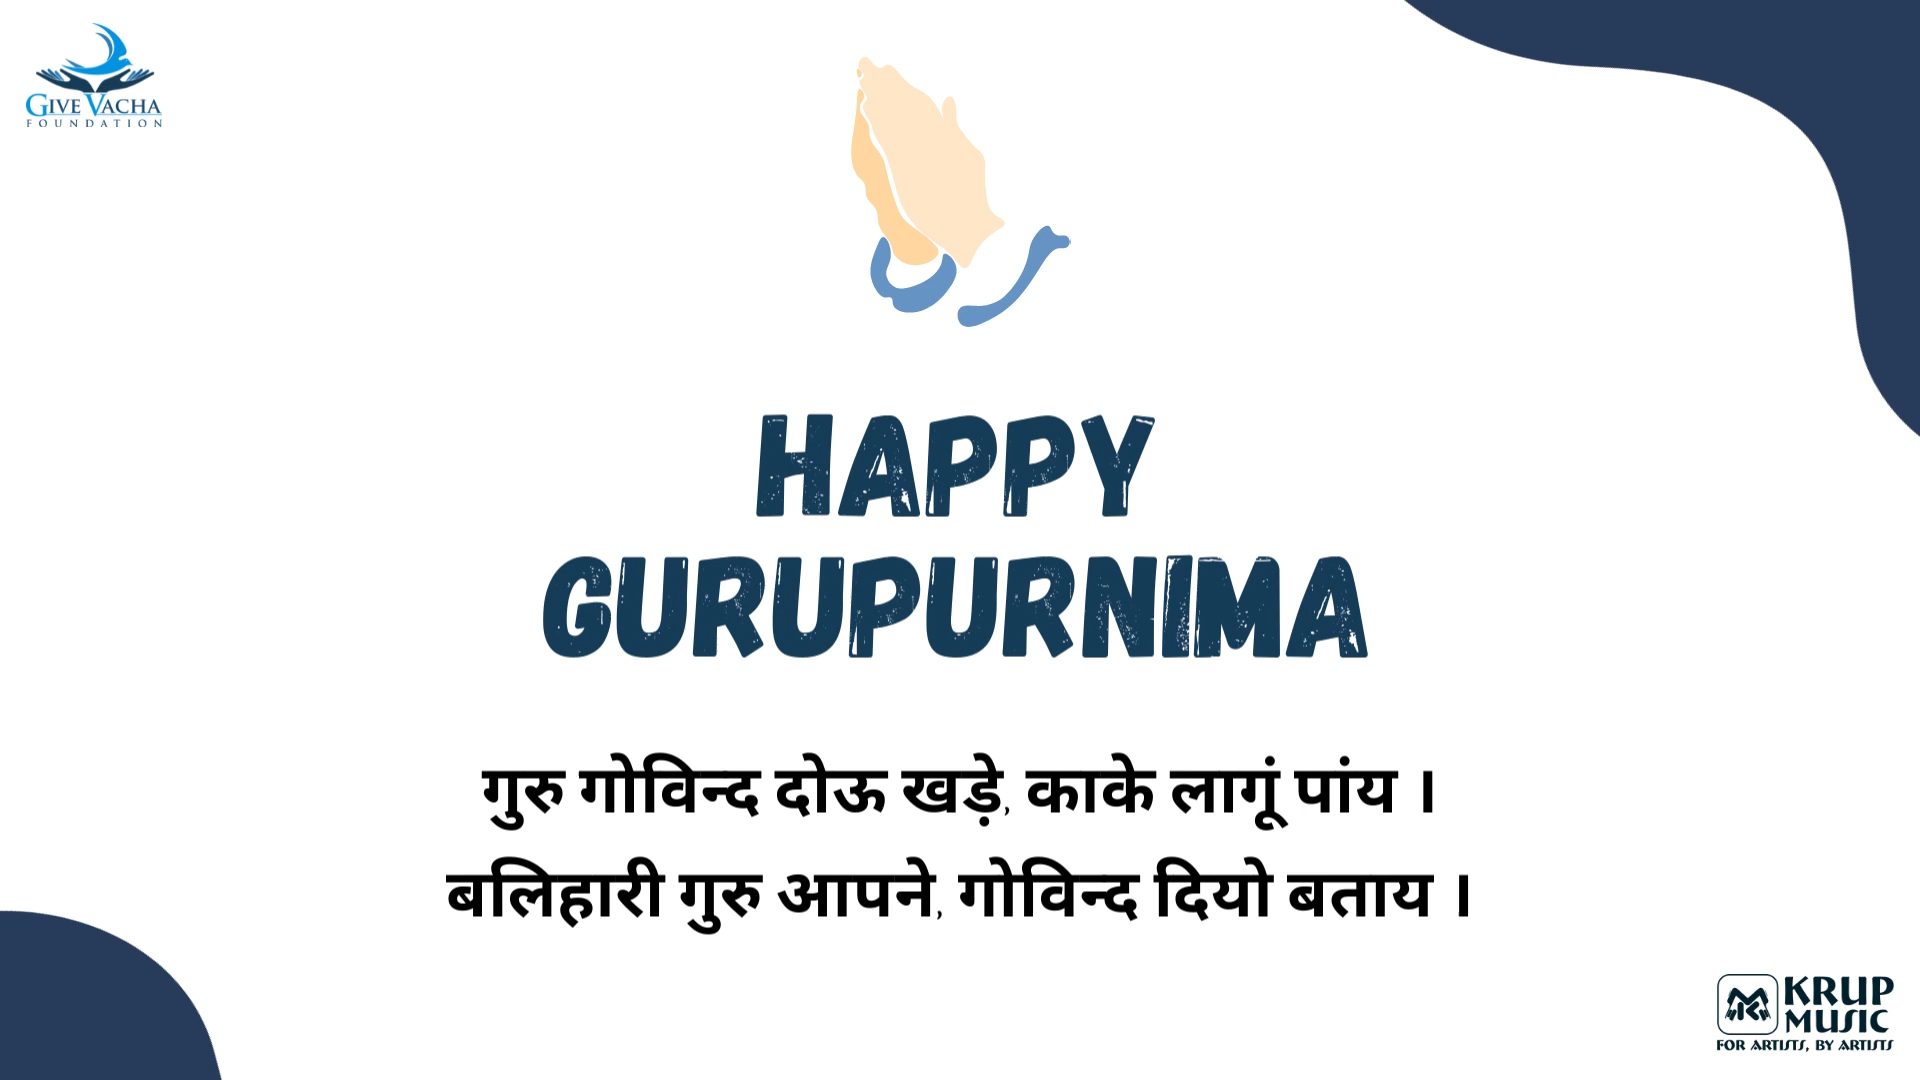 GIVE VACHA
FOUNDATION
HAPPY
GURUPURNIMA
गुरु गोविन्द दोऊ खड़े, काके लागूं पांय ।
बलिहारी गुरु आपने, गोविन्द दियो बताय ।
KRUP
MUSIC
FOR ARTISTS, BY ARTISTS